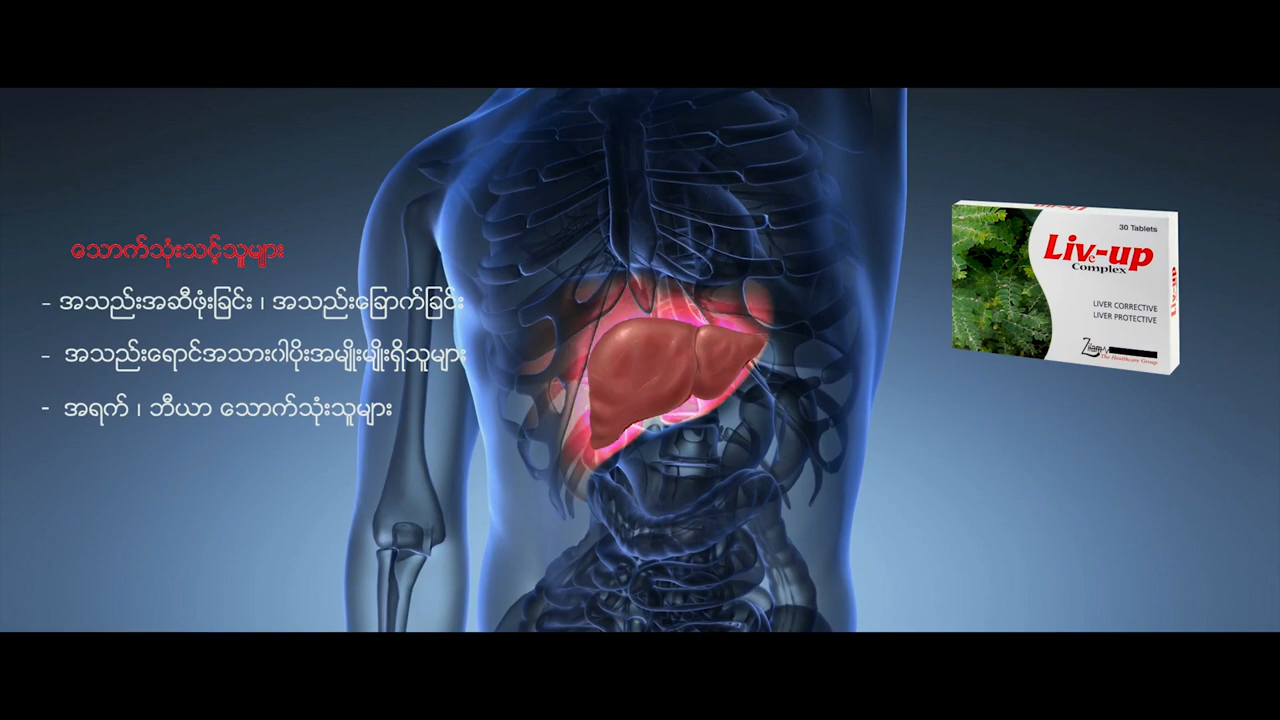 သောက်သုံးသင့်သူများ
- အသည်းအဆီဖုံးခြင်း ၊ အသည်းခြောက်ခြင်း
- အသည်းရောင်အသားဝါပိုးအမျိုးမျိုးရှိသူများ
- အရက် ၊ ဘီယာ သောက်သုံးသူများ
30 Tablets
Live-up
Complex
LIVER CORRECTIVE
LIVER PROTECTIVE
The Healthcare Group
Live-up